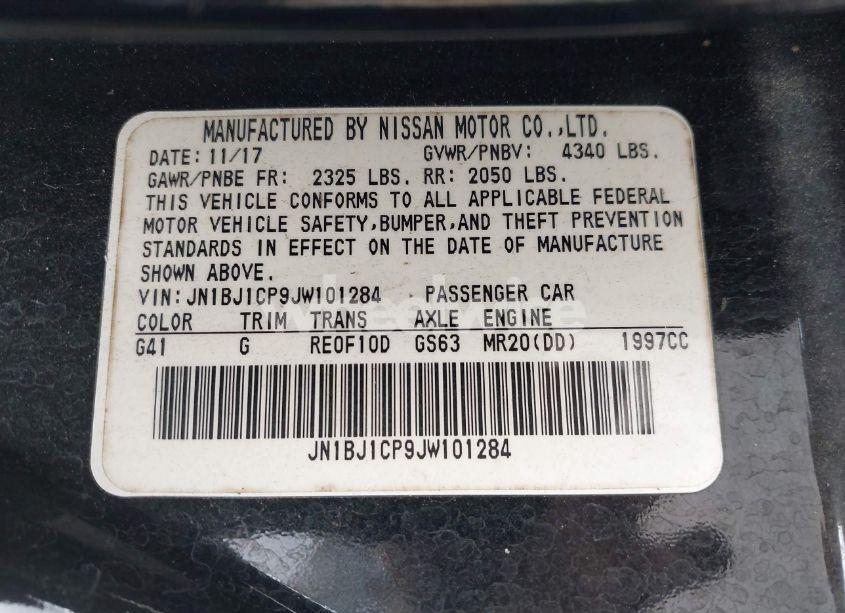 MANUFACTURED BY NISSAN MOTOR CO.,LTD.
DATE: 11/17 GVWR/PNBV: 4340 LBS.
GAWR/PNBE FR: 2325 LBS. RR: 2050 LBS.
THIS VEHICLE CONFORMS TO ALL APPLICABLE FEDERAL
MOTOR VEHICLE SAFETY,BUMPER,AND THEFT PREVENTION
STANDARDS IN EFFECT ON THE DATE OF MANUFACTURE
SHOWN ABOVE.
VIN:JN1BJ1CP9JW101284 PASSENGER CAR
COLOR TRIM TRANS AXLE ENGINE
G41 G RE0F10D GS63 MR20(DD) 1997CC
JN1BJ1CP9JW101284